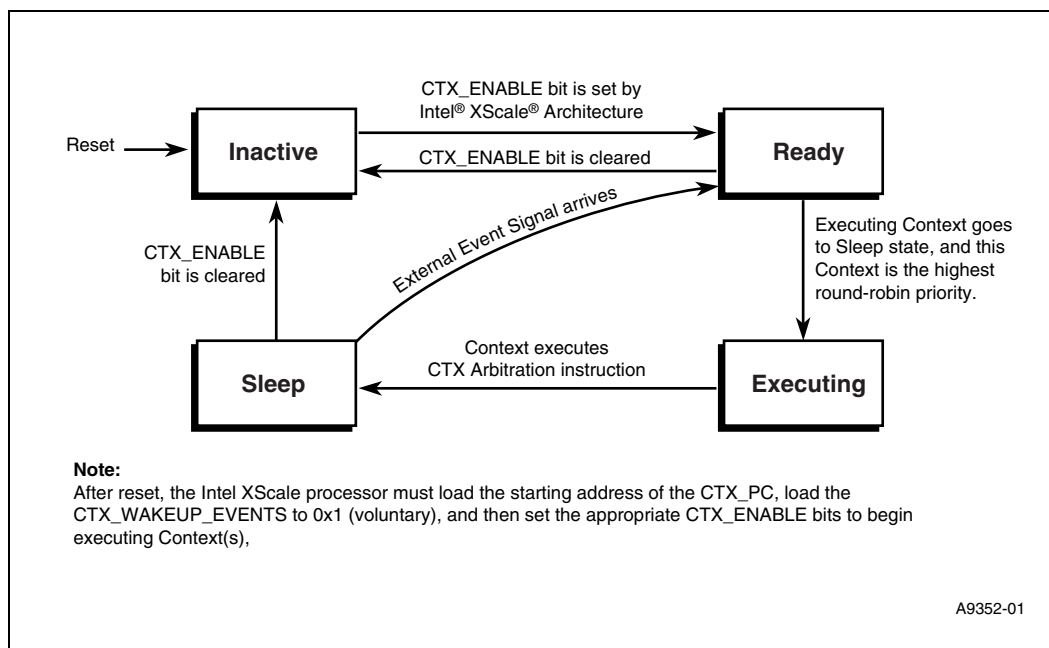 CTX_ENABLE bit is set by
Intel® XScale® Architecture
Reset
Inactive
Ready
CTX_ENABLE bit is cleared
External Event Signal arrives
CTX_ENABLE
bit is cleared
Executing Context goes
to Sleep state, and this
Context is the highest
round-robin priority.
Context executes
CTX Arbitration instruction
Sleep
Executing
Note:
After reset, the Intel XScale processor must load the starting address of the CTX_PC, load the
CTX_WAKEUP_EVENTS to 0x1 (voluntary), and then set the appropriate CTX_ENABLE bits to begin
executing Context(s),
A9352-01